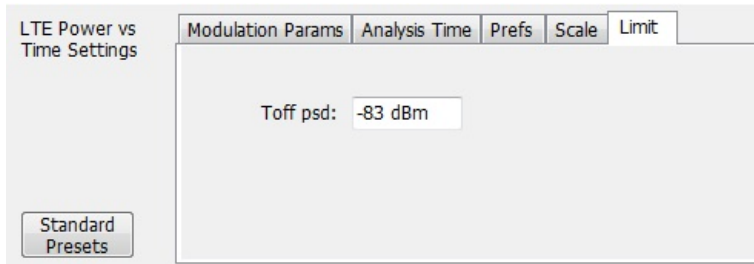 LTE Power vs
Time Settings
Modulation Params Analysis Time Prefs Scale Limit
Toff psd: -83 dBm
Standard
Presets